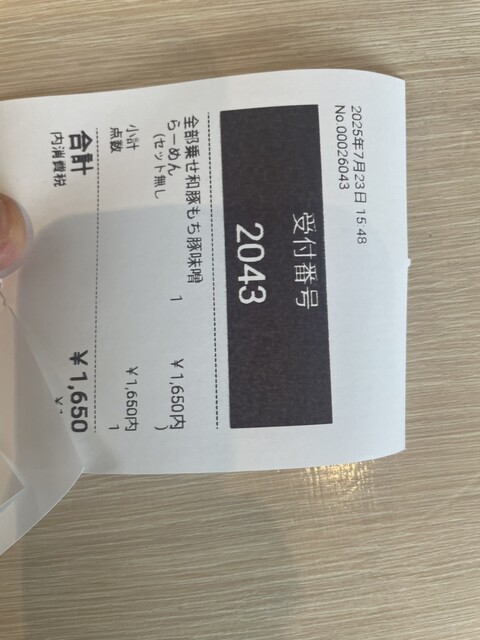 2025年7月23日 15:48
No.00026043
受付番号
2043
全部乗せ和豚もち豚味噌
らーめん 1 ¥1,650内
(セット無し )
小計 ¥1,650内
点数 1
合計 ¥1,650
内消費税